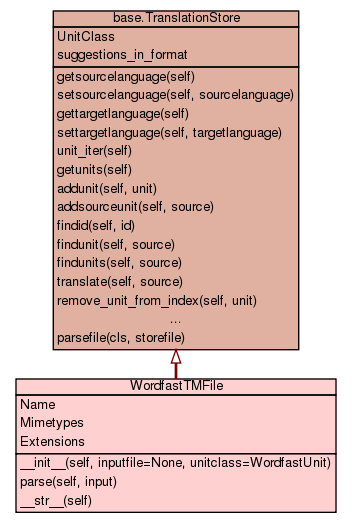 base.TranslationStore
UnitClass
suggestions_in_format
getsourcelanguage(self)
setsourcelanguage(self, sourcelanguage)
gettargetlanguage(self)
settargetlanguage(self, targetlanguage)
unit_iter(self)
getunits(self)
addunit(self, unit)
addsourceunit(self, source)
findid(self, id)
findunit(self, source)
findunits(self, source)
translate(self, source)
remove_unit_from_index(self, unit)
...
parsefile(cls, storefile)
WordfastTMFile
Name
Mimetypes
Extensions
__init__(self, inputfile=None, unitclass=WordfastUnit)
parse(self, input)
__str__(self)